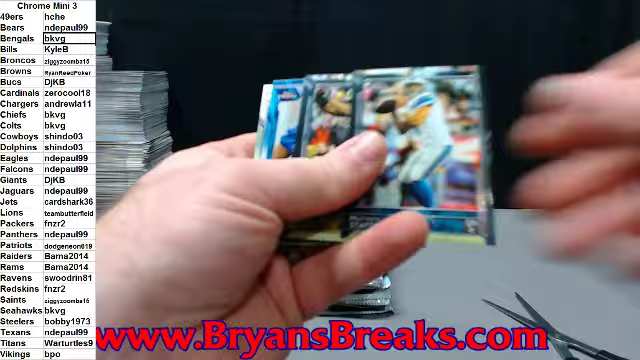 Chrome Mini 3
49ers hche
Bears ndepaul99
Bengals bkvg
Bills KyleB
Broncos ziggyzoomba15
Browns RyanReedPoker
Bucs DjKB
Cardinals zerocool18
Chargers andrewla11
Chiefs bkvg
Colts bkvg
Cowboys shindo03
Dolphins shindo03
Eagles ndepaul99
Falcons ndepaul99
Giants DjKB
Jaguars ndepaul99
Jets cardshark36
Lions teambutterfield
Packers fnzr2
Panthers ndepaul99
Patriots dodgeneon619
Raiders Bama2014
Rams Bama2014
Ravens swoodrin81
Redskins fnzr2
Saints ziggyzoomba15
Seahawks bkvg
Steelers bobby1973
Texans ndepaul99
Titans Warturtles9
Vikings bpo
www.BryansBreaks.com